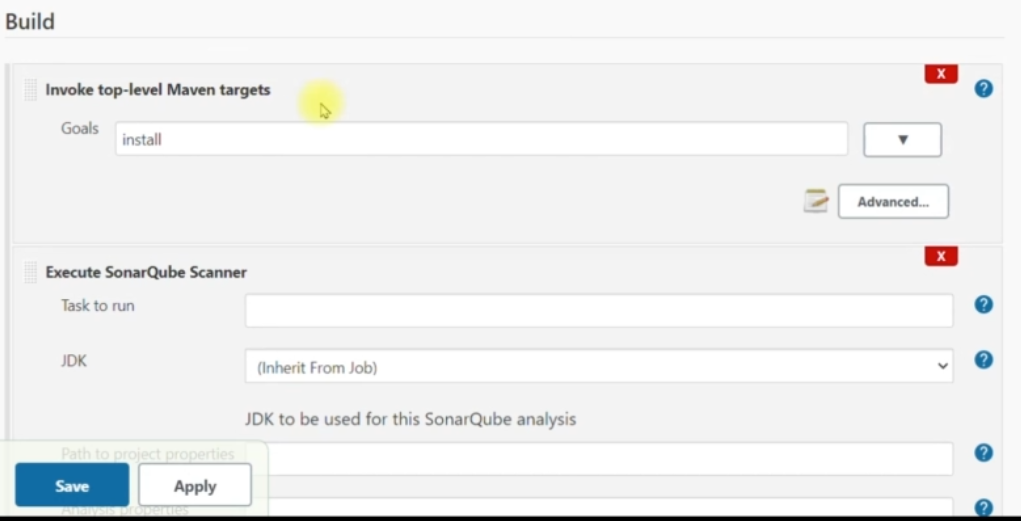 Build
X
Invoke top-level Maven targets
?
Goals
install
▼
Advanced...
X
Execute SonarQube Scanner
Task to run
?
JDK
(Inherit From Job)
?
JDK to be used for this SonarQube analysis
Path to project properties
?
Save
Apply
Analysis properties
?